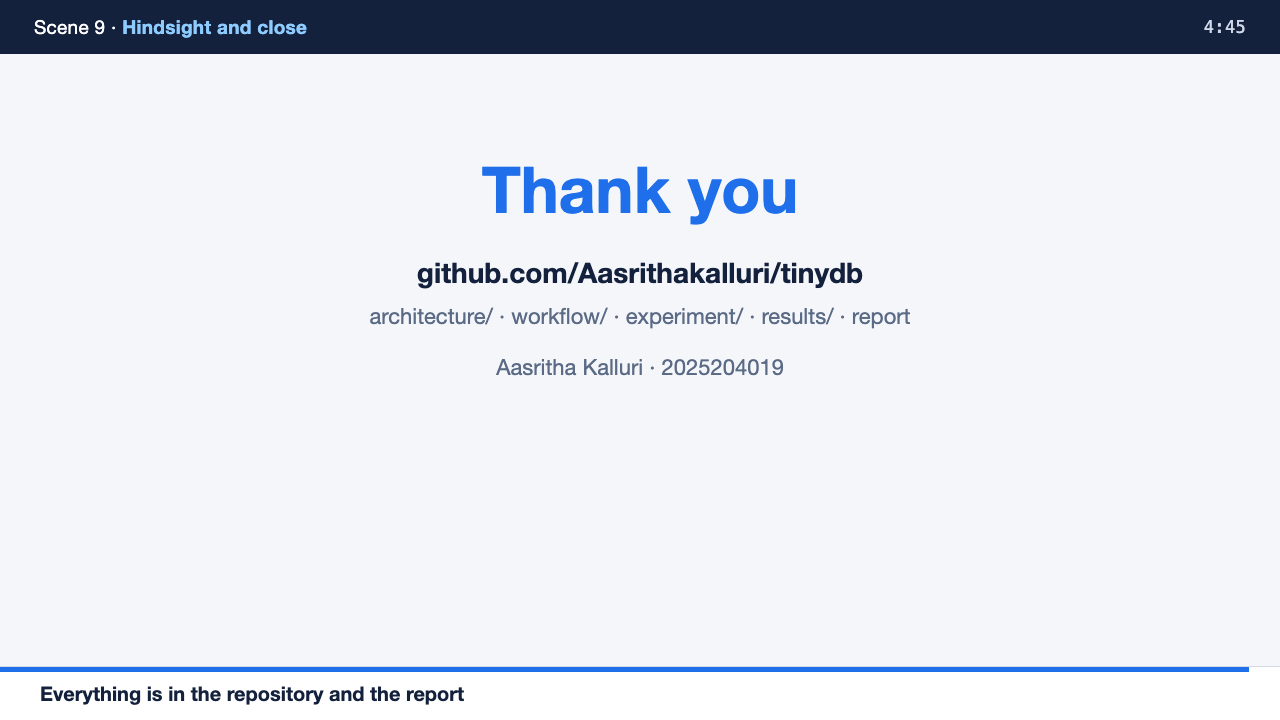 Scene 9 · Hindsight and close
4:45
Thank you
github.com/Aasrithakalluri/tinydb
architecture/ · workflow/ · experiment/ · results/ · report
Aasritha Kalluri · 2025204019
Everything is in the repository and the report